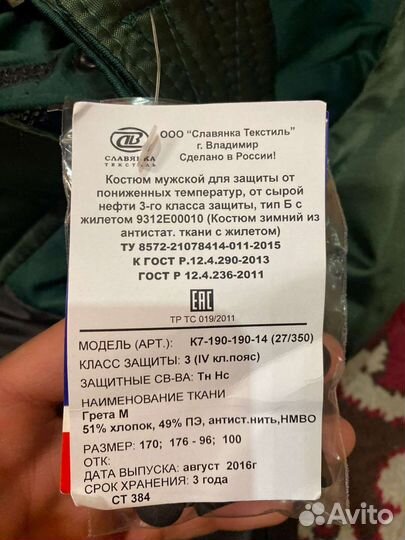 ООО "Славянка Текстиль"
г. Владимир
Сделано в России!
СЛАВЯНКА
ТЕКСТИЛЬ
Костюм мужской для защиты от
пониженных температур, от сырой
нефти 3-го класса защиты, тип Б с
жилетом 9312Е00010 (Костюм зимний из
антистат. ткани с жилетом)
ТУ 8572-21078414-011-2015
К ГОСТ Р.12.4.290-2013
ГОСТ Р 12.4.236-2011
ЕАС
ТР ТС 019/2011
МОДЕЛЬ (АРТ.): К7-190-190-14 (27/350)
КЛАСС ЗАЩИТЫ: 3 (IV кл.пояс)
ЗАЩИТНЫЕ СВ-ВА: Тн Нс
НАИМЕНОВАНИЕ ТКАНИ
Грета М
51% хлопок, 49% ПЭ, антист.нить,НМВО
РАЗМЕР: 170; 176 - 96; 100
ОТК:
ДАТА ВЫПУСКА: август 2016г
СРОК ХРАНЕНИЯ: 3 года
СТ 384
Avito